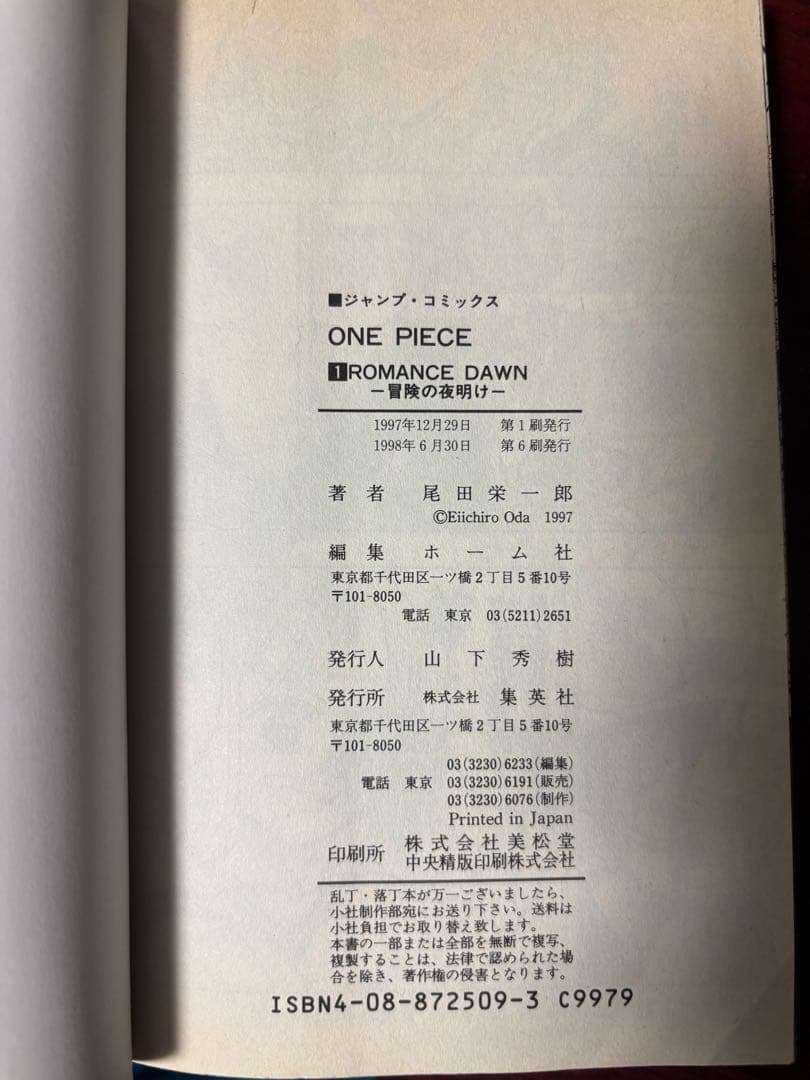 ■ジャンプ・コミックス
ONE PIECE
1 ROMANCE DAWN
―冒険の夜明け―
1997年12月29日　第1刷発行
1998年6月30日　第6刷発行
著者　尾田栄一郎
©Eiichiro Oda 1997
編集　ホーム社
東京都千代田区一ツ橋2丁目5番10号
〒101-8050
電話　東京　03(5211)2651
発行人　山下秀樹
発行所　株式会社　集英社
東京都千代田区一ツ橋2丁目5番10号
〒101-8050
03(3230)6233(編集)
電話　東京　03(3230)6191(販売)
03(3230)6076(制作)
Printed in Japan
印刷所　株式会社美松堂
中央精版印刷株式会社
乱丁・落丁本が万一ございましたら、
小社制作部宛にお送り下さい。送料は
小社負担でお取り替え致します。
本書の一部または全部を無断で複写、
複製することは、法律で認められた場
合を除き、著作権の侵害となります。
ISBN4-08-872509-3 C9979